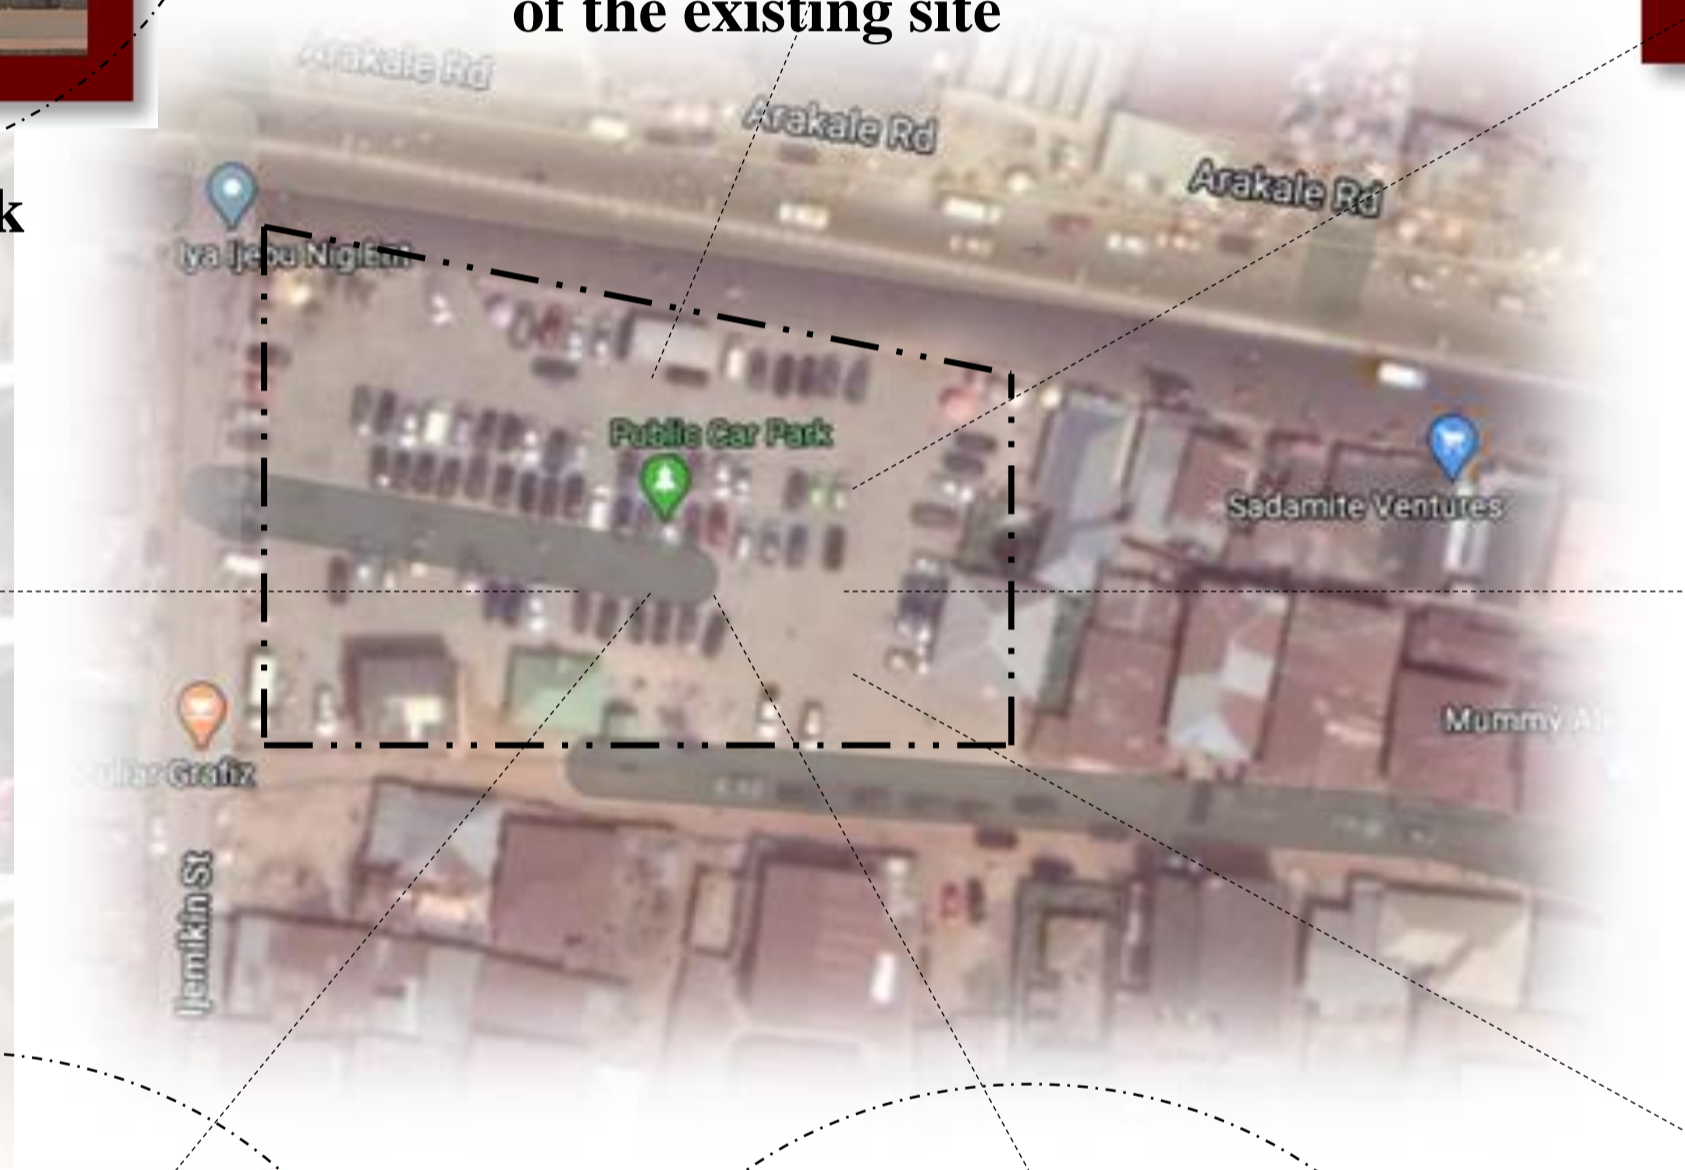 of the existing site
Arakale Rd
Arakale Rd
Arakale Rd
k
Iya Ijebu
Public Car Park
Sadamite Ventures
Mummy
Grafiz
Ijemikin St